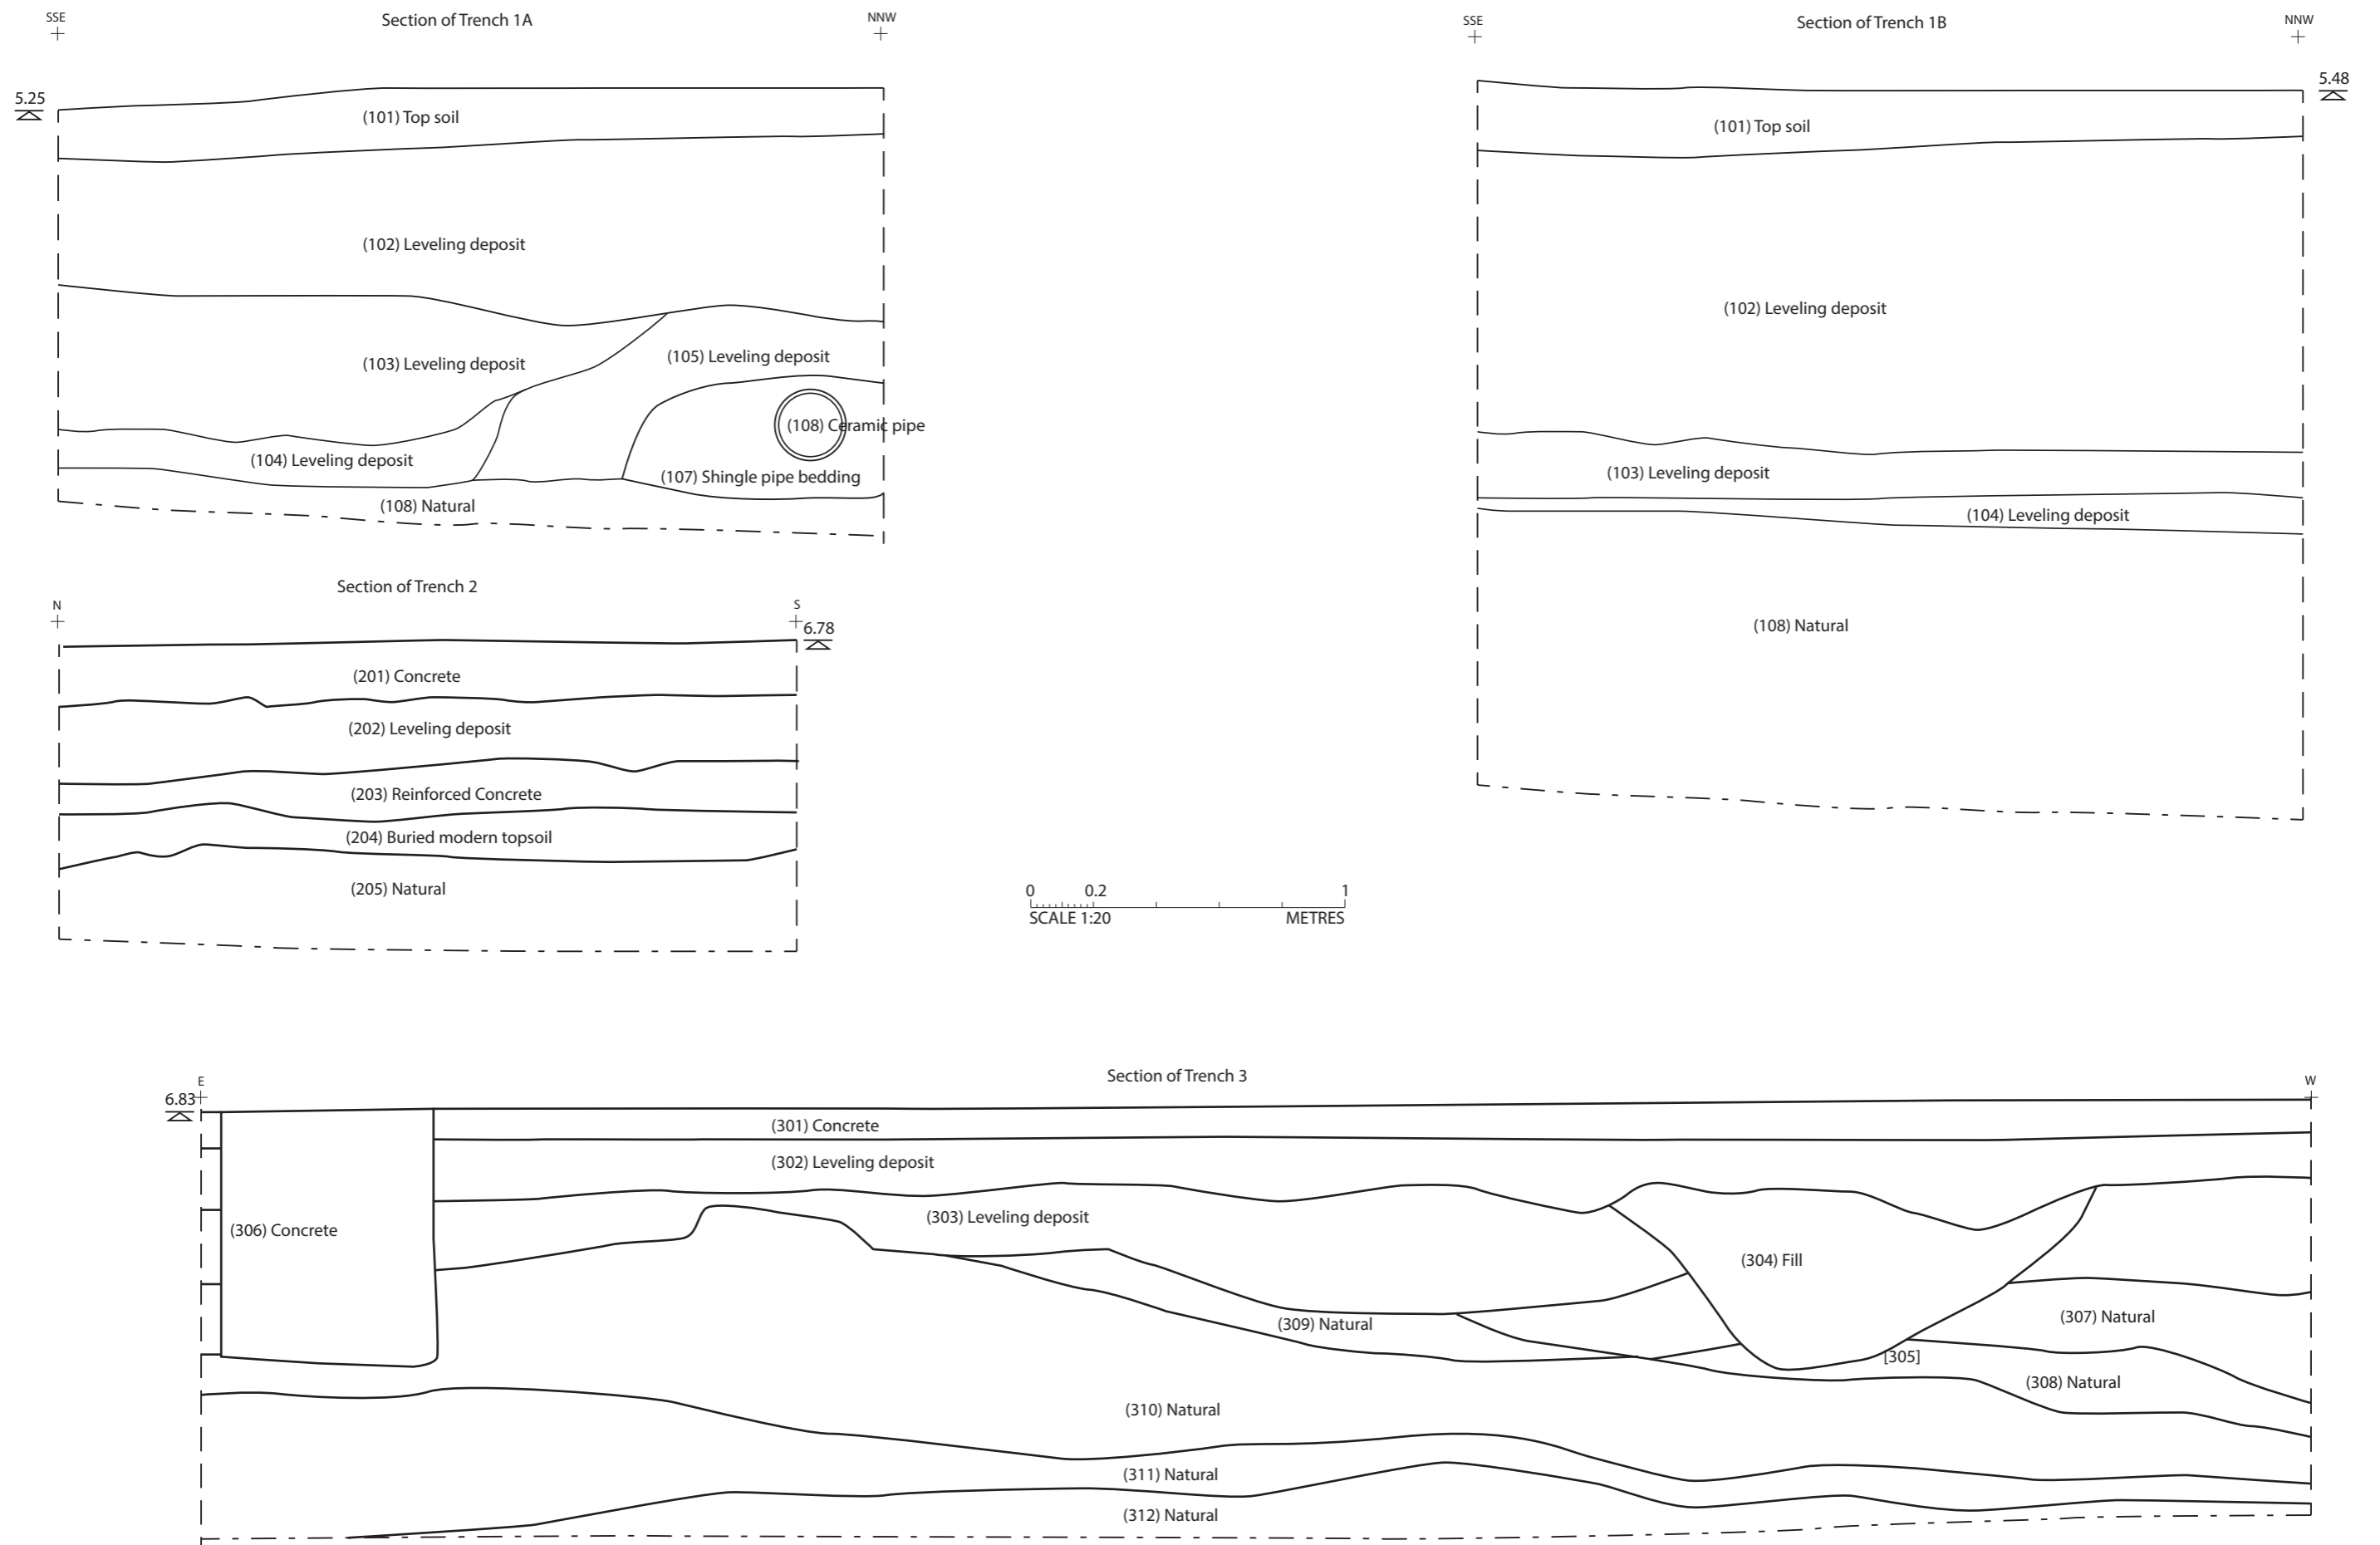 Section of Trench 1A
SSE
NNW
5.25
(101) Top soil
(102) Leveling deposit
(103) Leveling deposit
(105) Leveling deposit
(108) Ceramic pipe
(104) Leveling deposit
(107) Shingle pipe bedding
(108) Natural
Section of Trench 1B
SSE
NNW
5.48
(101) Top soil
(102) Leveling deposit
(103) Leveling deposit
(104) Leveling deposit
(108) Natural
Section of Trench 2
N
S
6.78
(201) Concrete
(202) Leveling deposit
(203) Reinforced Concrete
(204) Buried modern topsoil
(205) Natural
0 0.2 1
SCALE 1:20 METRES
Section of Trench 3
E
W
6.83
(301) Concrete
(302) Leveling deposit
(303) Leveling deposit
(306) Concrete
(304) Fill
(307) Natural
(309) Natural
[305]
(308) Natural
(310) Natural
(311) Natural
(312) Natural